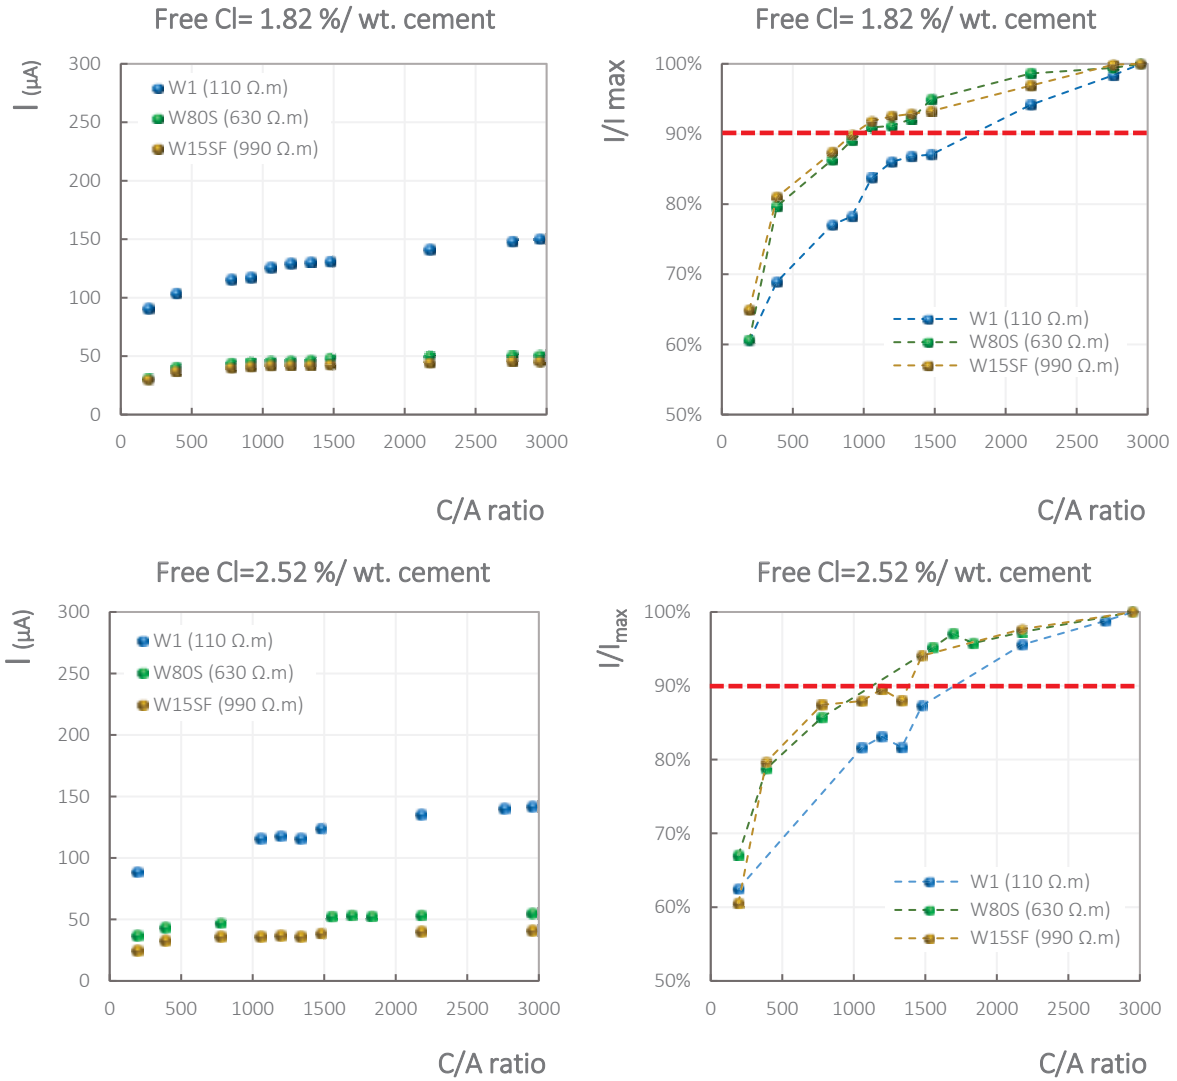 Free Cl= 1.82 %/ wt. cement
I (µA)
300
250
200
150
100
50
0
W1 (110 Ω.m)
W80S (630 Ω.m)
W15SF (990 Ω.m)
0 500 1000 1500 2000 2500 3000
C/A ratio
Free Cl= 1.82 %/ wt. cement
I/I max
100%
90%
80%
70%
60%
50%
W1 (110 Ω.m)
W80S (630 Ω.m)
W15SF (990 Ω.m)
0 500 1000 1500 2000 2500 3000
C/A ratio
Free Cl=2.52 %/ wt. cement
I (µA)
300
250
200
150
100
50
0
W1 (110 Ω.m)
W80S (630 Ω.m)
W15SF (990 Ω.m)
0 500 1000 1500 2000 2500 3000
C/A ratio
Free Cl=2.52 %/ wt. cement
I/Imax
100%
90%
80%
70%
60%
50%
W1 (110 Ω.m)
W80S (630 Ω.m)
W15SF (990 Ω.m)
0 500 1000 1500 2000 2500 3000
C/A ratio